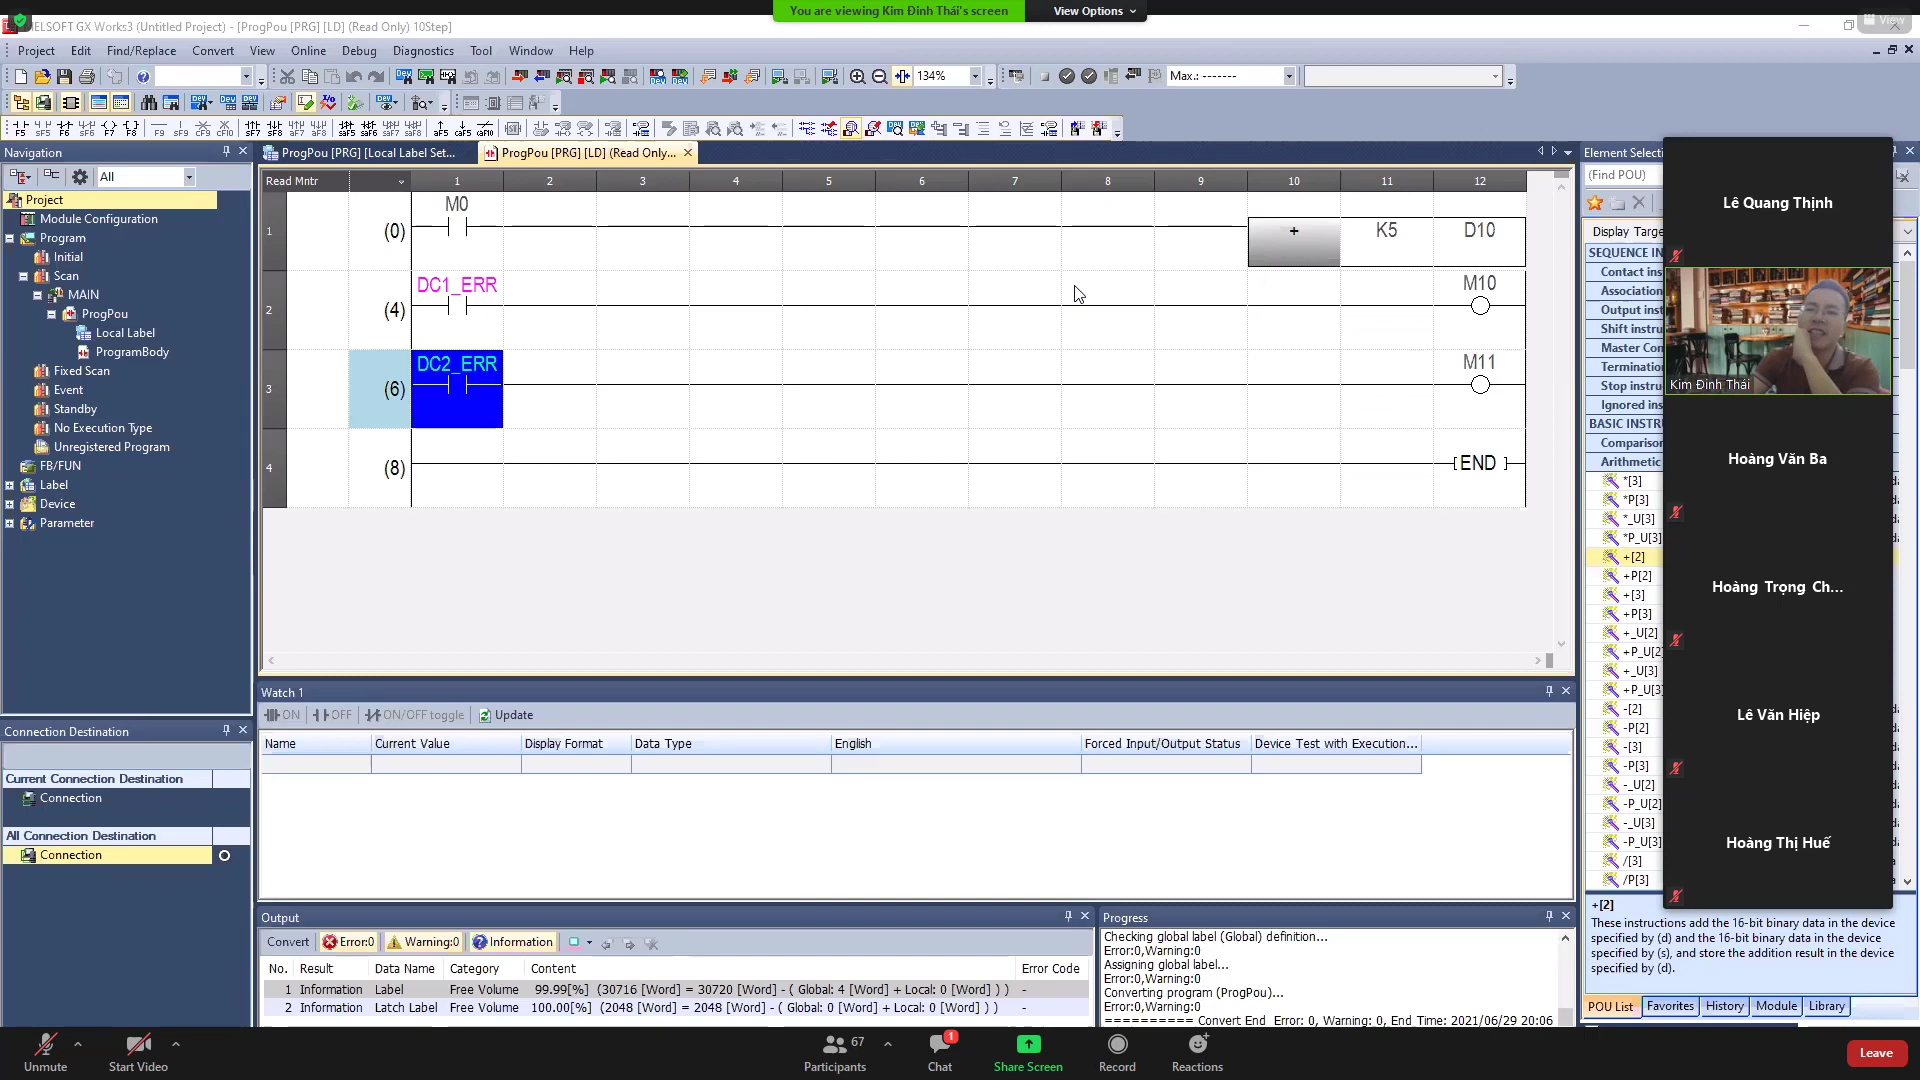 You are viewing Kim Đinh Thái's screen
View Options
View
MELSOFT GX Works3 (Untitled Project) - [ProgPou [PRG] [LD] (Read Only) 10Step]
Project Edit Find/Replace Convert View Online Debug Diagnostics Tool Window Help
134%
Max.: -------
Navigation
ProgPou [PRG] [Local Label Set...
ProgPou [PRG] [LD] (Read Only...
Element Selecti
All
(Find POU)
Read Mntr 1 2 3 4 5 6 7 8 9 10 11 12
Project
Module Configuration
Program
Initial
Scan
MAIN
ProgPou
Local Label
ProgramBody
Fixed Scan
Event
Standby
No Execution Type
Unregistered Program
FB/FUN
Label
Device
Parameter
M0
1 (0) + K5 D10
DC1_ERR M10
2 (4)
DC2_ERR M11
3 (6)
4 (8) END
Display Targe
SEQUENCE IN
Contact ins
Association
Output inst
Shift instru
Master Con
Termination
Stop instruc
Ignored ins
BASIC INSTRU
Comparison
Arithmetic
*[3]
*P[3]
*_U[3]
*P_U[3]
+[2]
+P[2]
+[3]
+P[3]
+_U[2]
+P_U[2]
+_U[3]
+P_U[3]
-[2]
-P[2]
-[3]
-P[3]
-_U[2]
-P_U[2]
-_U[3]
-P_U[3]
/[3]
/P[3]
Lê Quang Thịnh
Kim Đinh Thái
Hoàng Văn Ba
Hoàng Trọng Ch...
Lê Văn Hiệp
Hoàng Thị Huế
+[2]
These instructions add the 16-bit binary data in the device
specified by (d) and the 16-bit binary data in the device
specified by (s), and store the addition result in the device
specified by (d).
POU List Favorites History Module Library
Connection Destination
Current Connection Destination
Connection
All Connection Destination
Connection
Watch 1
ON OFF ON/OFF toggle Update
Name Current Value Display Format Data Type English Forced Input/Output Status Device Test with Execution...
Output
Convert Error:0 Warning:0 Information
No. Result Data Name Category Content Error Code
1 Information Label Free Volume 99.99[%] (30716 [Word] = 30720 [Word] - ( Global: 4 [Word] + Local: 0 [Word] ) ) -
2 Information Latch Label Free Volume 100.00[%] (2048 [Word] = 2048 [Word] - ( Global: 0 [Word] + Local: 0 [Word] ) ) -
Progress
Checking global label (Global) definition...
Error:0,Warning:0
Assigning global label...
Error:0,Warning:0
Converting program (ProgPou)...
Error:0,Warning:0
========== Convert End Error: 0, Warning: 0, End Time: 2021/06/29 20:06
Unmute
Start Video
67
Participants
1
Chat
Share Screen
Record
Reactions
Leave